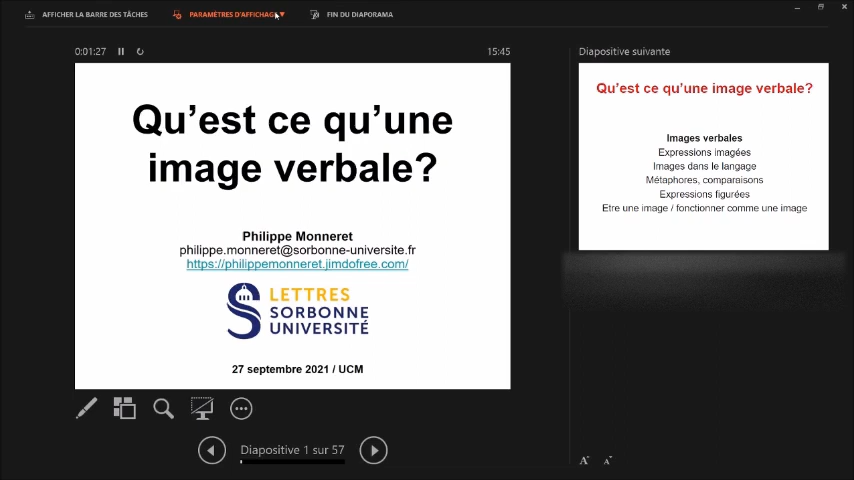 AFFICHER LA BARRE DES TÂCHES
PARAMÈTRES D'AFFICHAGE
FIN DU DIAPORAMA
0:01:27
15:45
Qu’est ce qu’une
image verbale?
Philippe Monneret
philippe.monneret@sorbonne-universite.fr
https://philippemonneret.jimdofree.com/
LETTRES
SORBONNE
UNIVERSITÉ
27 septembre 2021 / UCM
Diapositive 1 sur 57
Diapositive suivante
Qu’est ce qu’une image verbale?
Images verbales
Expressions imagées
Images dans le langage
Métaphores, comparaisons
Expressions figurées
Etre une image / fonctionner comme une image
A A